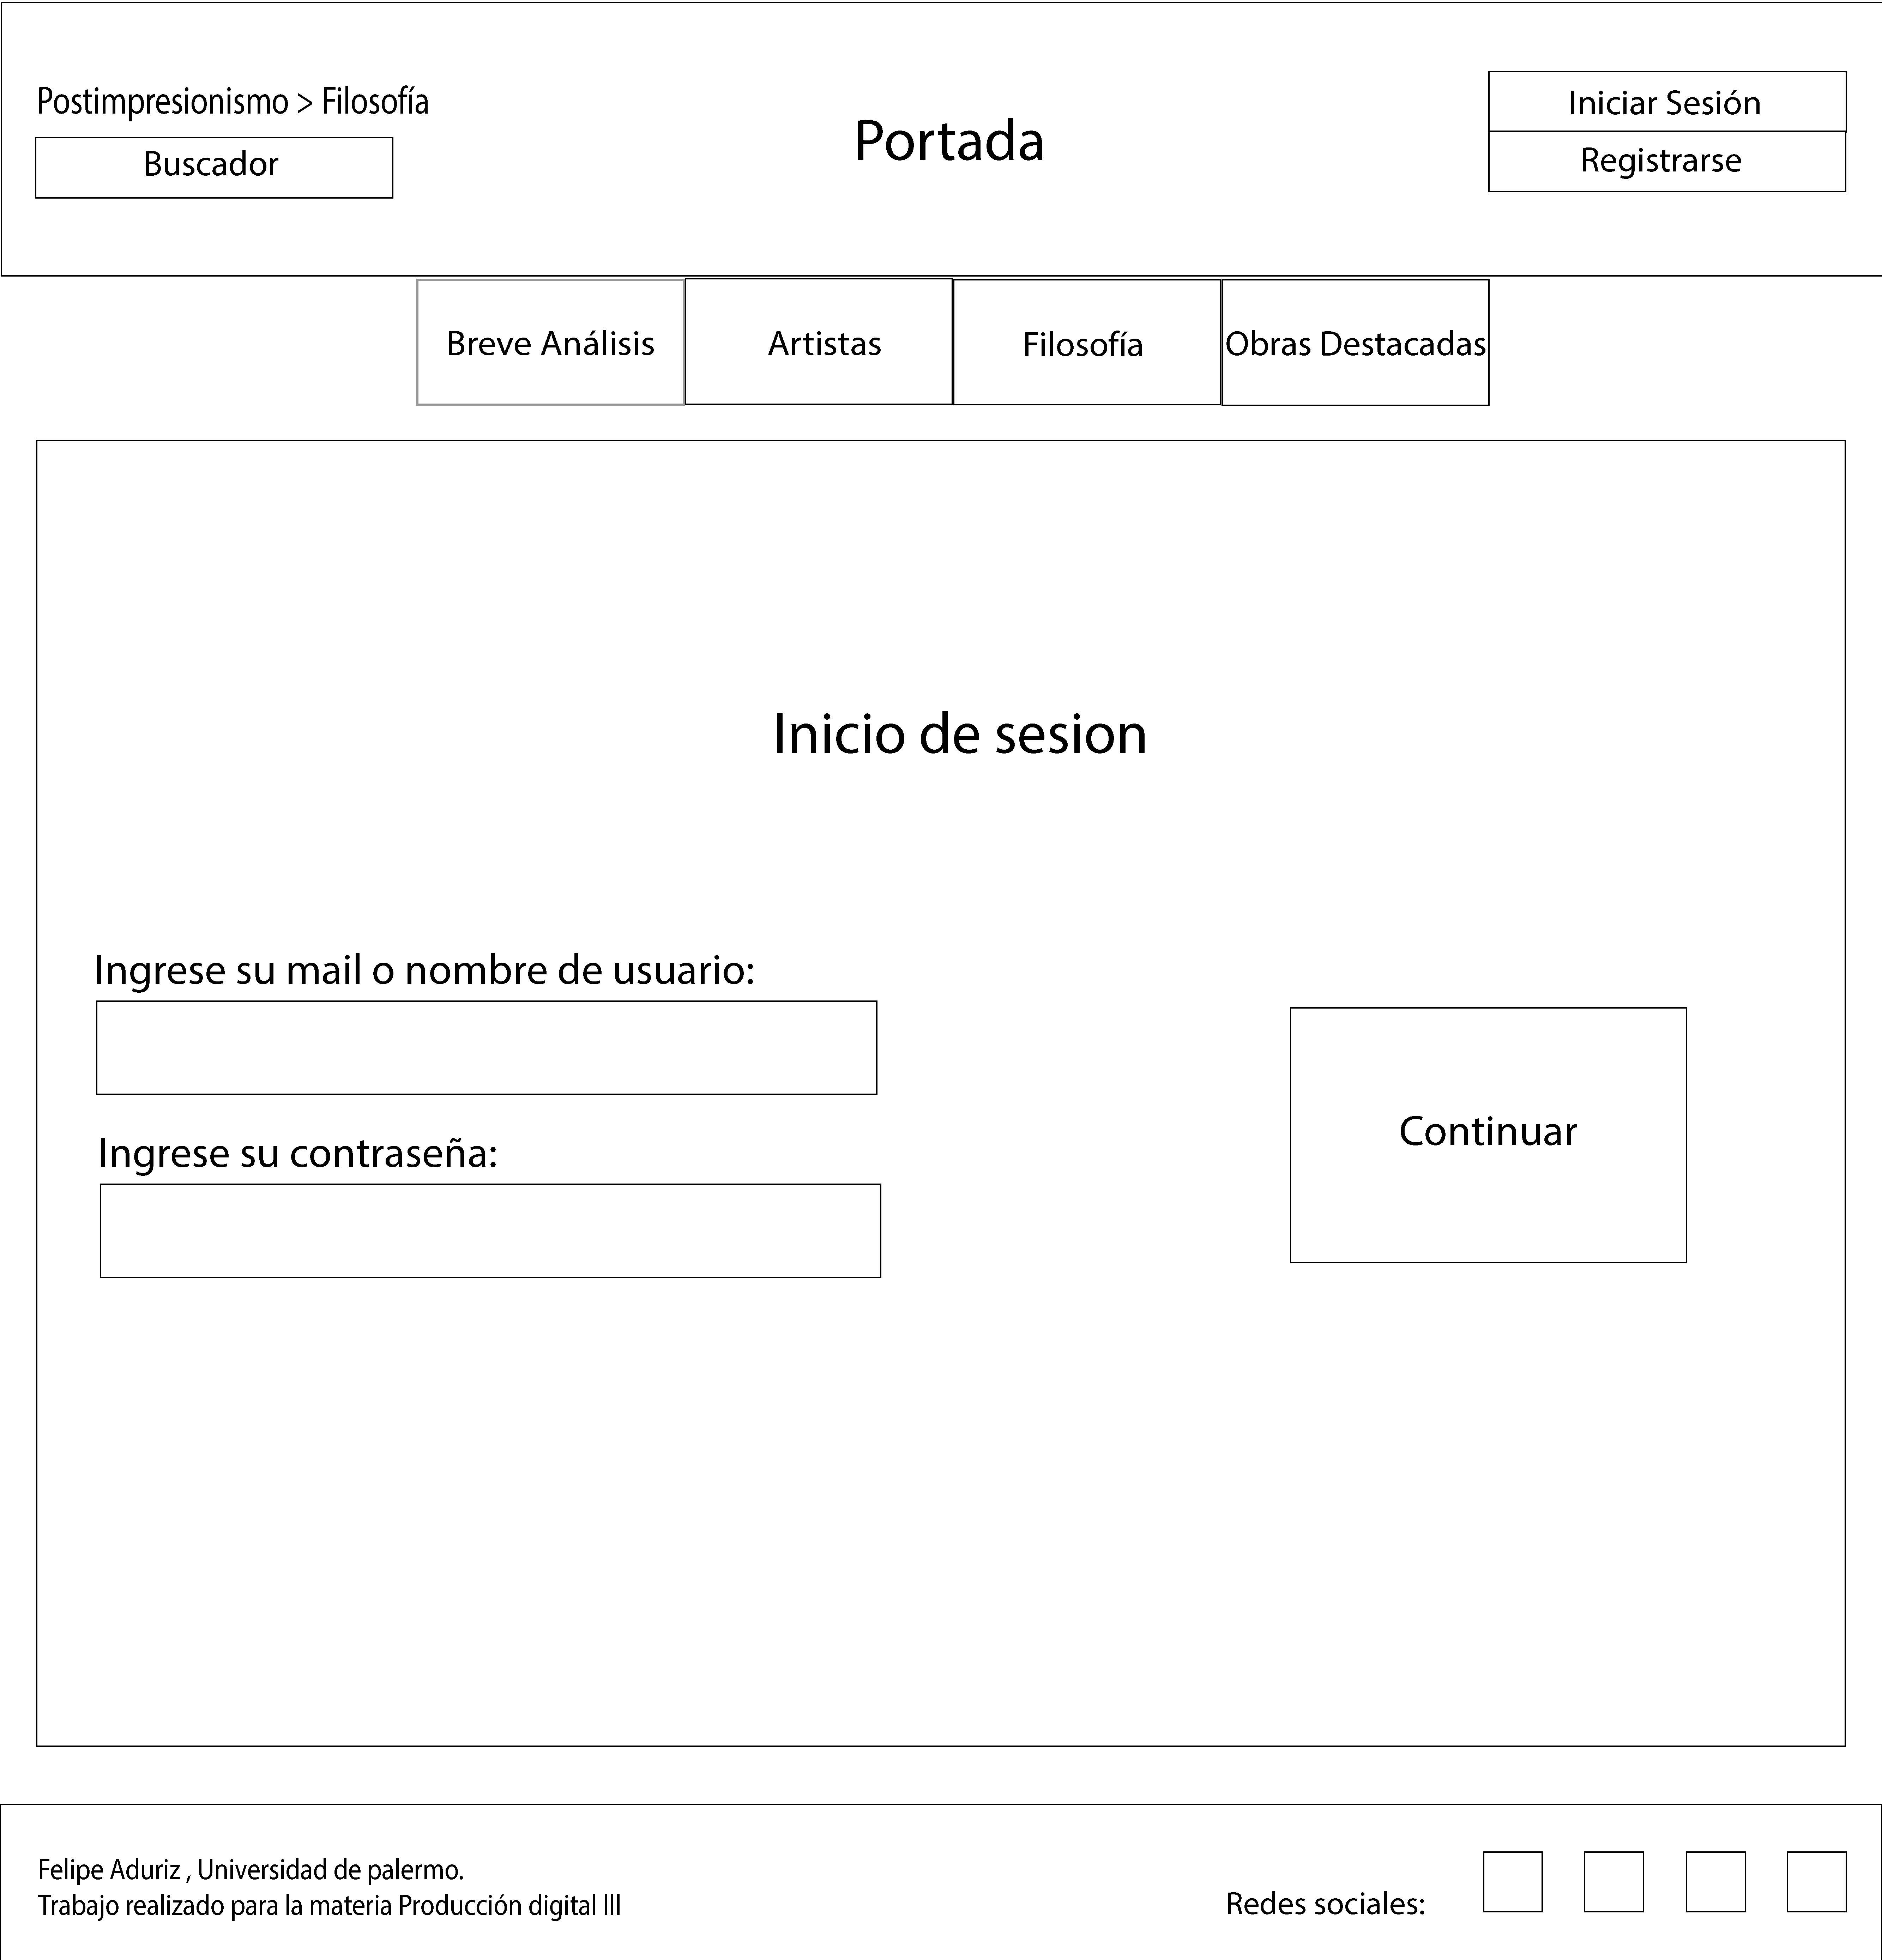 Postimpresionismo > Filosofía
Buscador
Portada
Iniciar Sesión
Registrarse
Breve Análisis
Artistas
Filosofía
Obras Destacadas
Inicio de sesion
Ingrese su mail o nombre de usuario:
Ingrese su contraseña:
Continuar
Felipe Aduriz , Universidad de palermo.
Trabajo realizado para la materia Producción digital lll
Redes sociales: